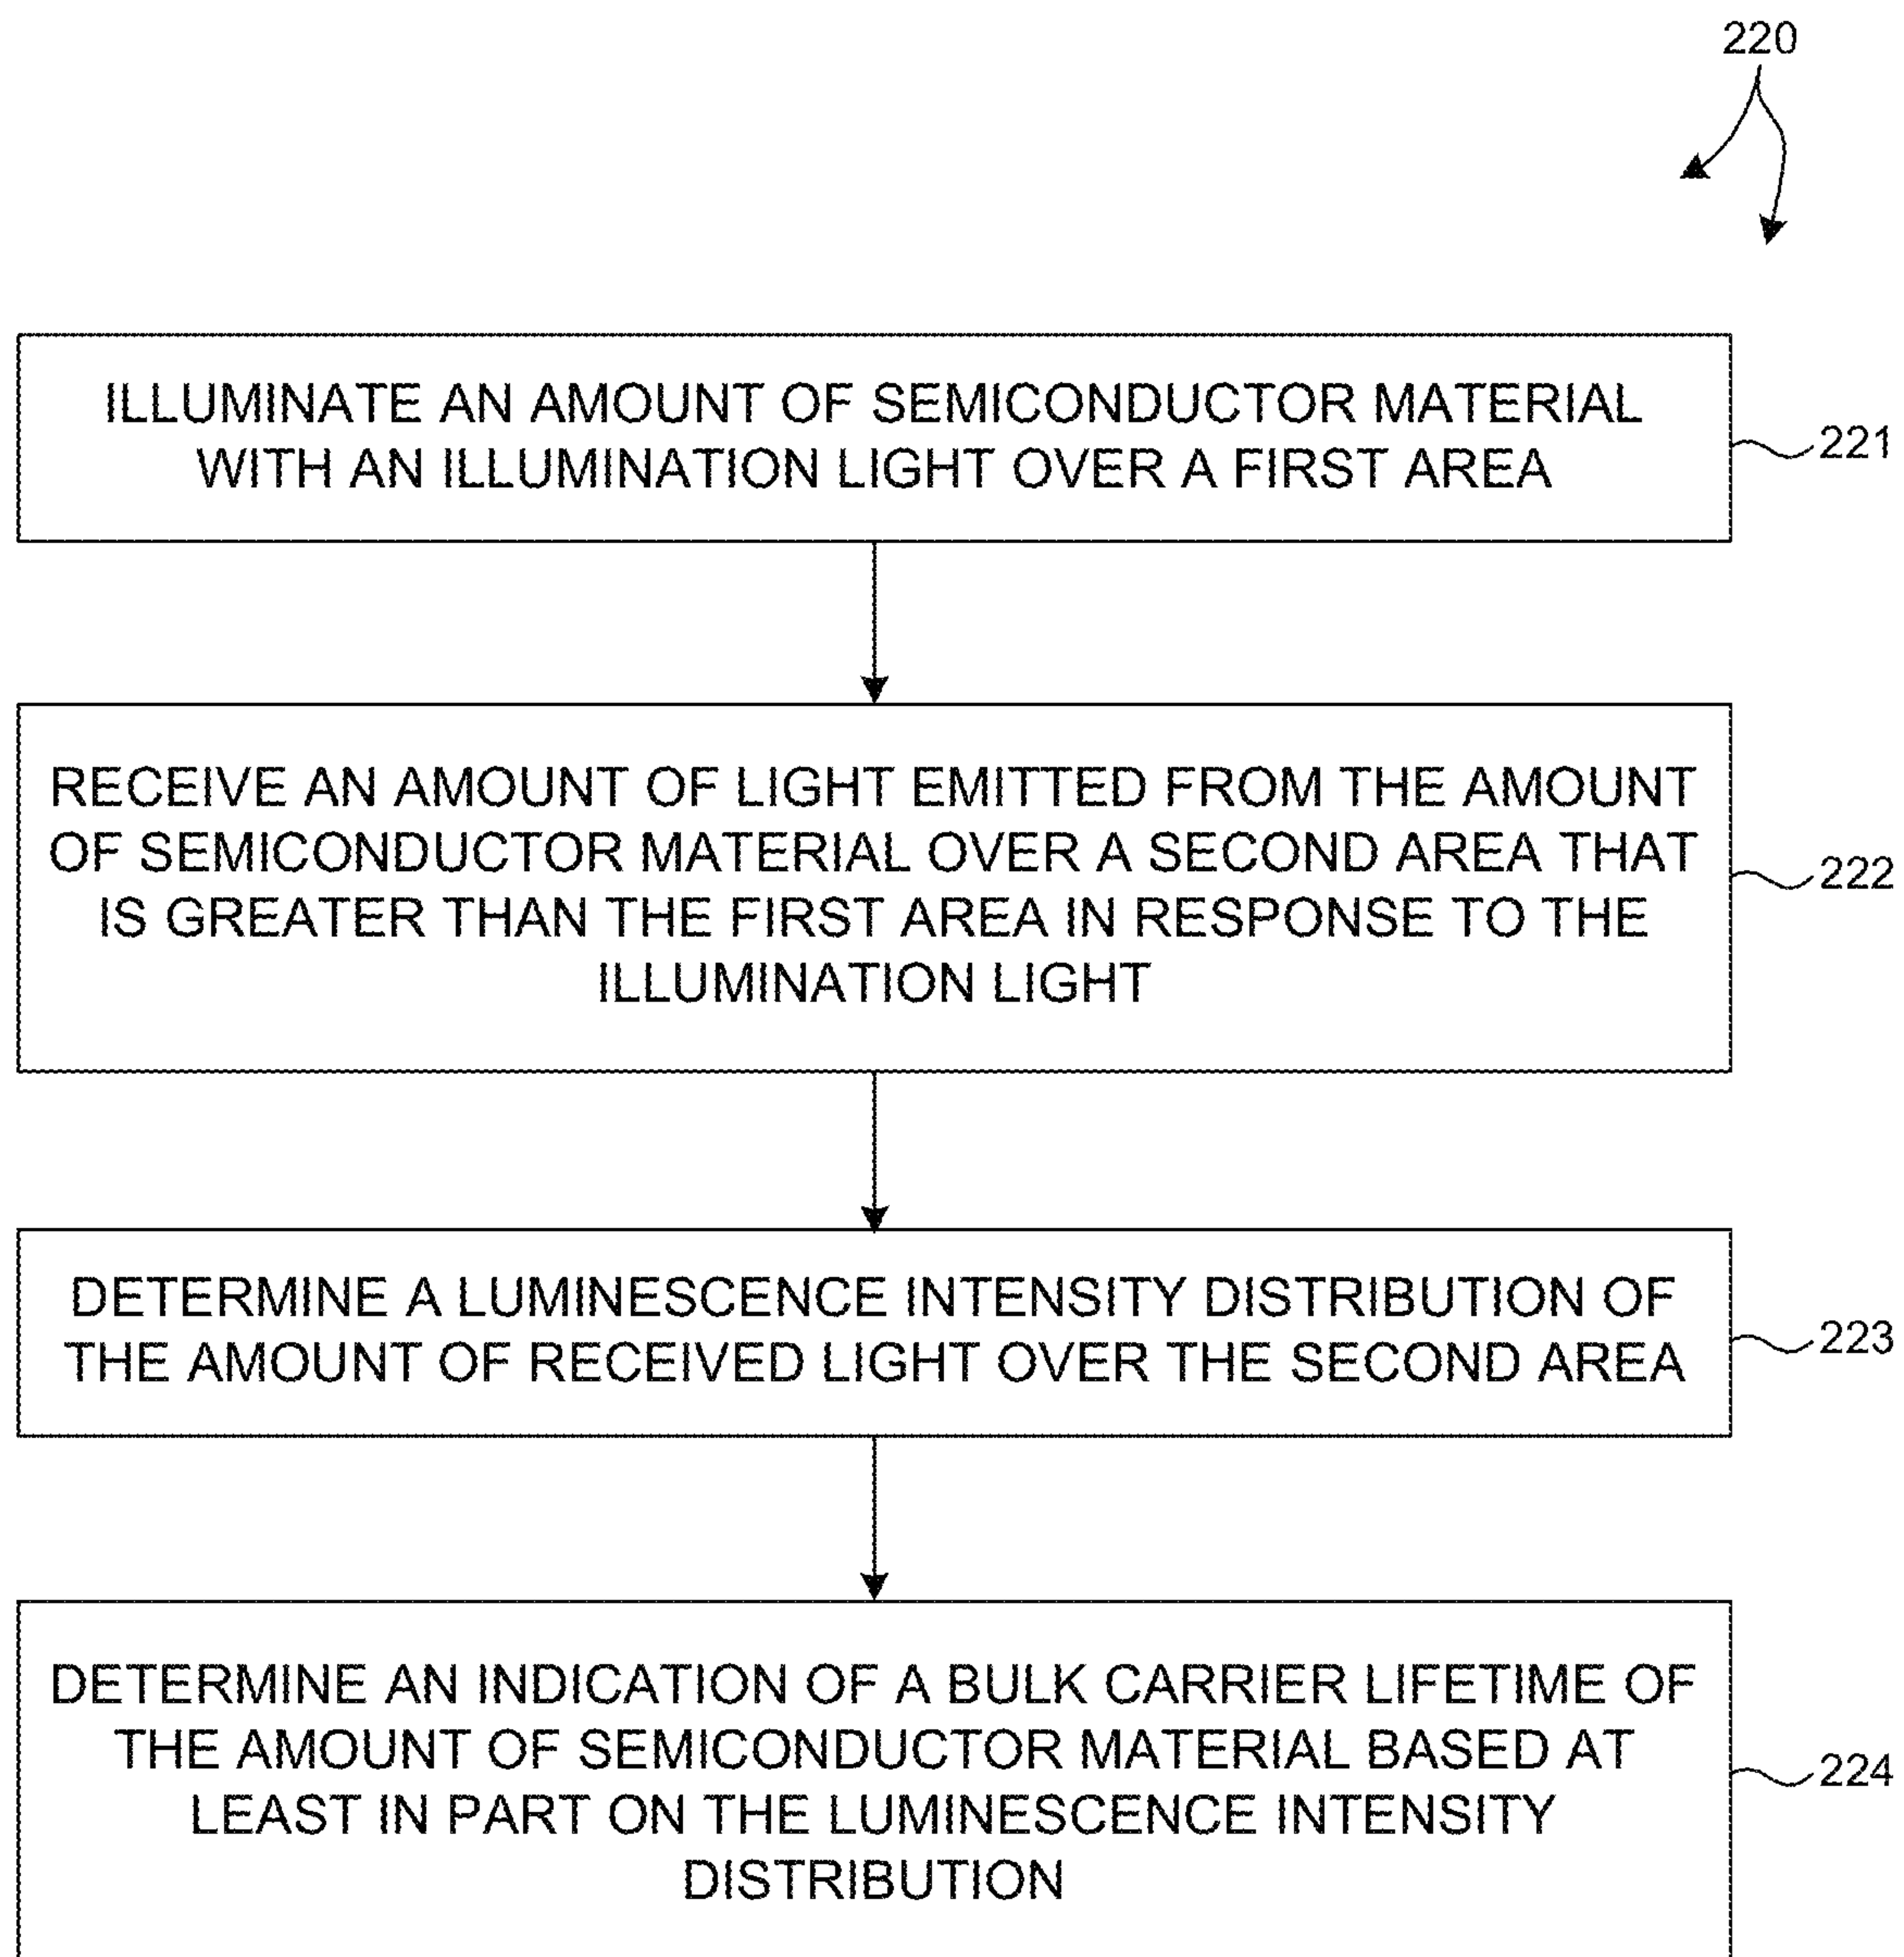 220
ILLUMINATE AN AMOUNT OF SEMICONDUCTOR MATERIAL
WITH AN ILLUMINATION LIGHT OVER A FIRST AREA
221
RECEIVE AN AMOUNT OF LIGHT EMITTED FROM THE AMOUNT
OF SEMICONDUCTOR MATERIAL OVER A SECOND AREA THAT
IS GREATER THAN THE FIRST AREA IN RESPONSE TO THE
ILLUMINATION LIGHT
222
DETERMINE A LUMINESCENCE INTENSITY DISTRIBUTION OF
THE AMOUNT OF RECEIVED LIGHT OVER THE SECOND AREA
223
DETERMINE AN INDICATION OF A BULK CARRIER LIFETIME OF
THE AMOUNT OF SEMICONDUCTOR MATERIAL BASED AT
LEAST IN PART ON THE LUMINESCENCE INTENSITY
DISTRIBUTION
224